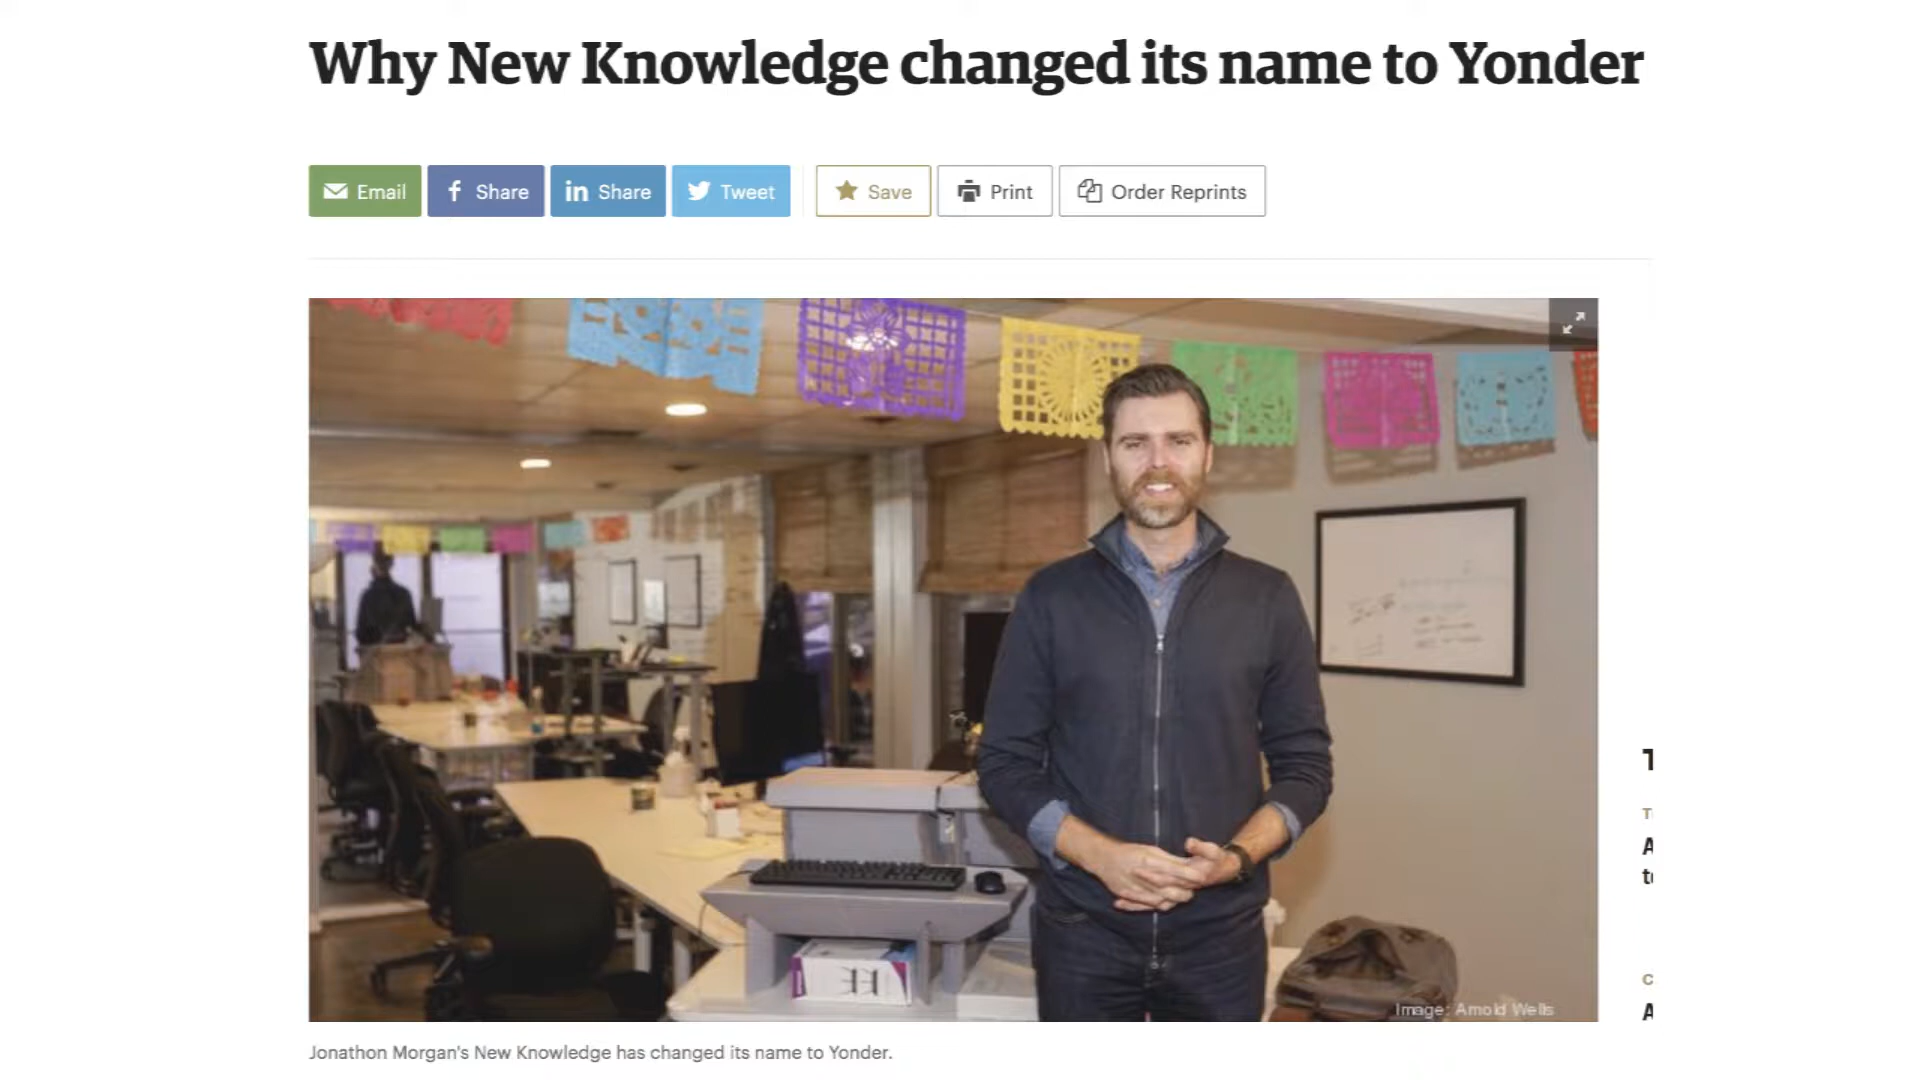 Why New Knowledge changed its name to Yonder
Email
Share
Share
Tweet
Save
Print
Order Reprints
Image: Arnold Wells
Jonathon Morgan's New Knowledge has changed its name to Yonder.